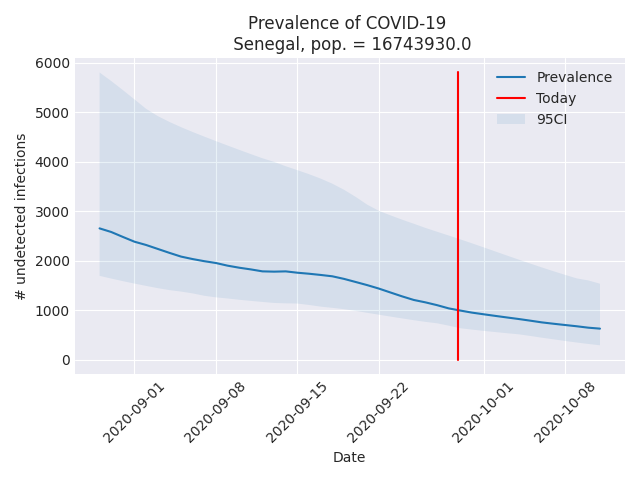 Prevalence of COVID-19
Senegal, pop. = 16743930.0
6000
5000
4000
3000
2000
1000
0
# undetected infections
Prevalence
Today
95CI
2020-09-01
2020-09-08
2020-09-15
2020-09-22
2020-10-01
2020-10-08
Date